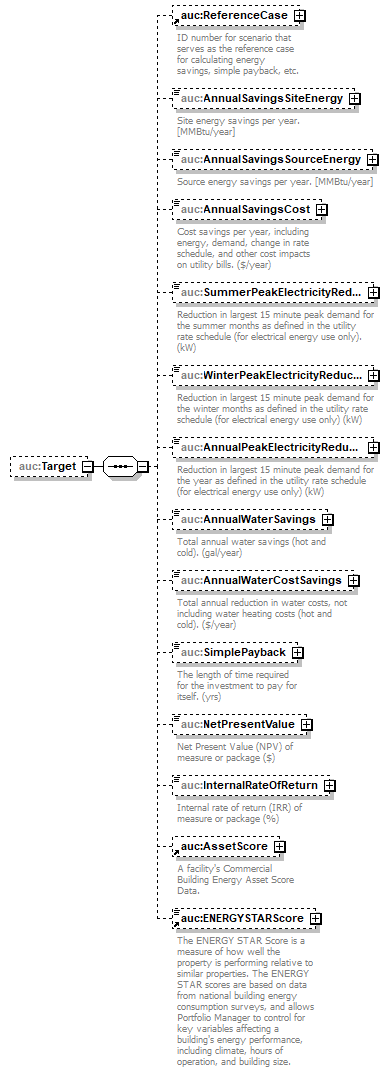 auc:ReferenceCase
ID number for scenario that
serves as the reference case
for calculating energy
savings, simple payback, etc.
auc:AnnualSavingsSiteEnergy
Site energy savings per year.
[MMBtu/year]
auc:AnnualSavingsSourceEnergy
Source energy savings per year. [MMBtu/year]
auc:AnnualSavingsCost
Cost savings per year, including
energy, demand, change in rate
schedule, and other cost impacts
on utility bills. ($/year)
auc:SummerPeakElectricityRed...
Reduction in largest 15 minute peak demand for
the summer months as defined in the utility
rate schedule (for electrical energy use only).
(kW)
auc:WinterPeakElectricityReduc...
Reduction in largest 15 minute peak demand for
the winter months as defined in the utility rate
schedule (for electrical energy use only) (kW)
auc:AnnualPeakElectricityRedu...
Reduction in largest 15 minute peak demand for
the year as defined in the utility rate schedule
(for electrical energy use only) (kW)
auc:Target
auc:AnnualWaterSavings
Total annual water savings (hot and
cold). (gal/year)
auc:AnnualWaterCostSavings
Total annual reduction in water costs, not
including water heating costs (hot and
cold). ($/year)
auc:SimplePayback
The length of time required
for the investment to pay for
itself. (yrs)
auc:NetPresentValue
Net Present Value (NPV) of
measure or package ($)
auc:InternalRateOfReturn
Internal rate of return (IRR) of
measure or package (%)
auc:AssetScore
A facility's Commercial
Building Energy Asset Score
Data.
auc:ENERGYSTARScore
The ENERGY STAR Score is a
measure of how well the
property is performing relative to
similar properties. The ENERGY
STAR scores are based on data
from national building energy
consumption surveys, and allows
Portfolio Manager to control for
key variables affecting a
building's energy performance,
including climate, hours of
operation, and building size.